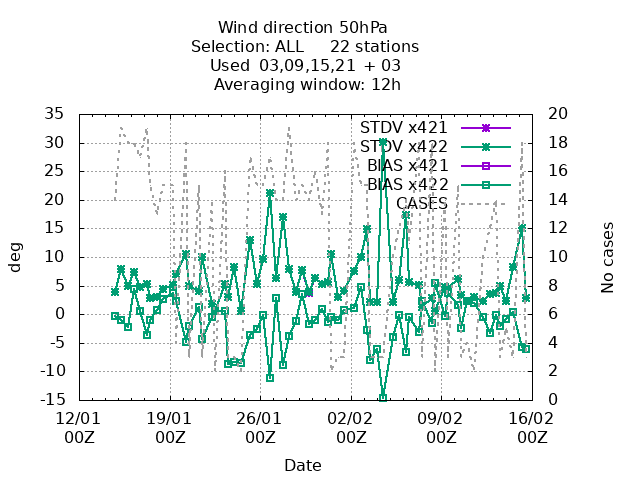 Wind direction 50hPa
Selection: ALL 22 stations
Used 03,09,15,21 + 03
Averaging window: 12h
35
30
25
20
15
10
5
0
-5
-10
-15
deg
20
18
16
14
12
10
8
6
4
2
0
No cases
STDV x421
STDV x422
BIAS x421
BIAS x422
CASES
12/01 19/01 26/01 02/02 09/02 16/02
00Z 00Z 00Z 00Z 00Z 00Z
Date